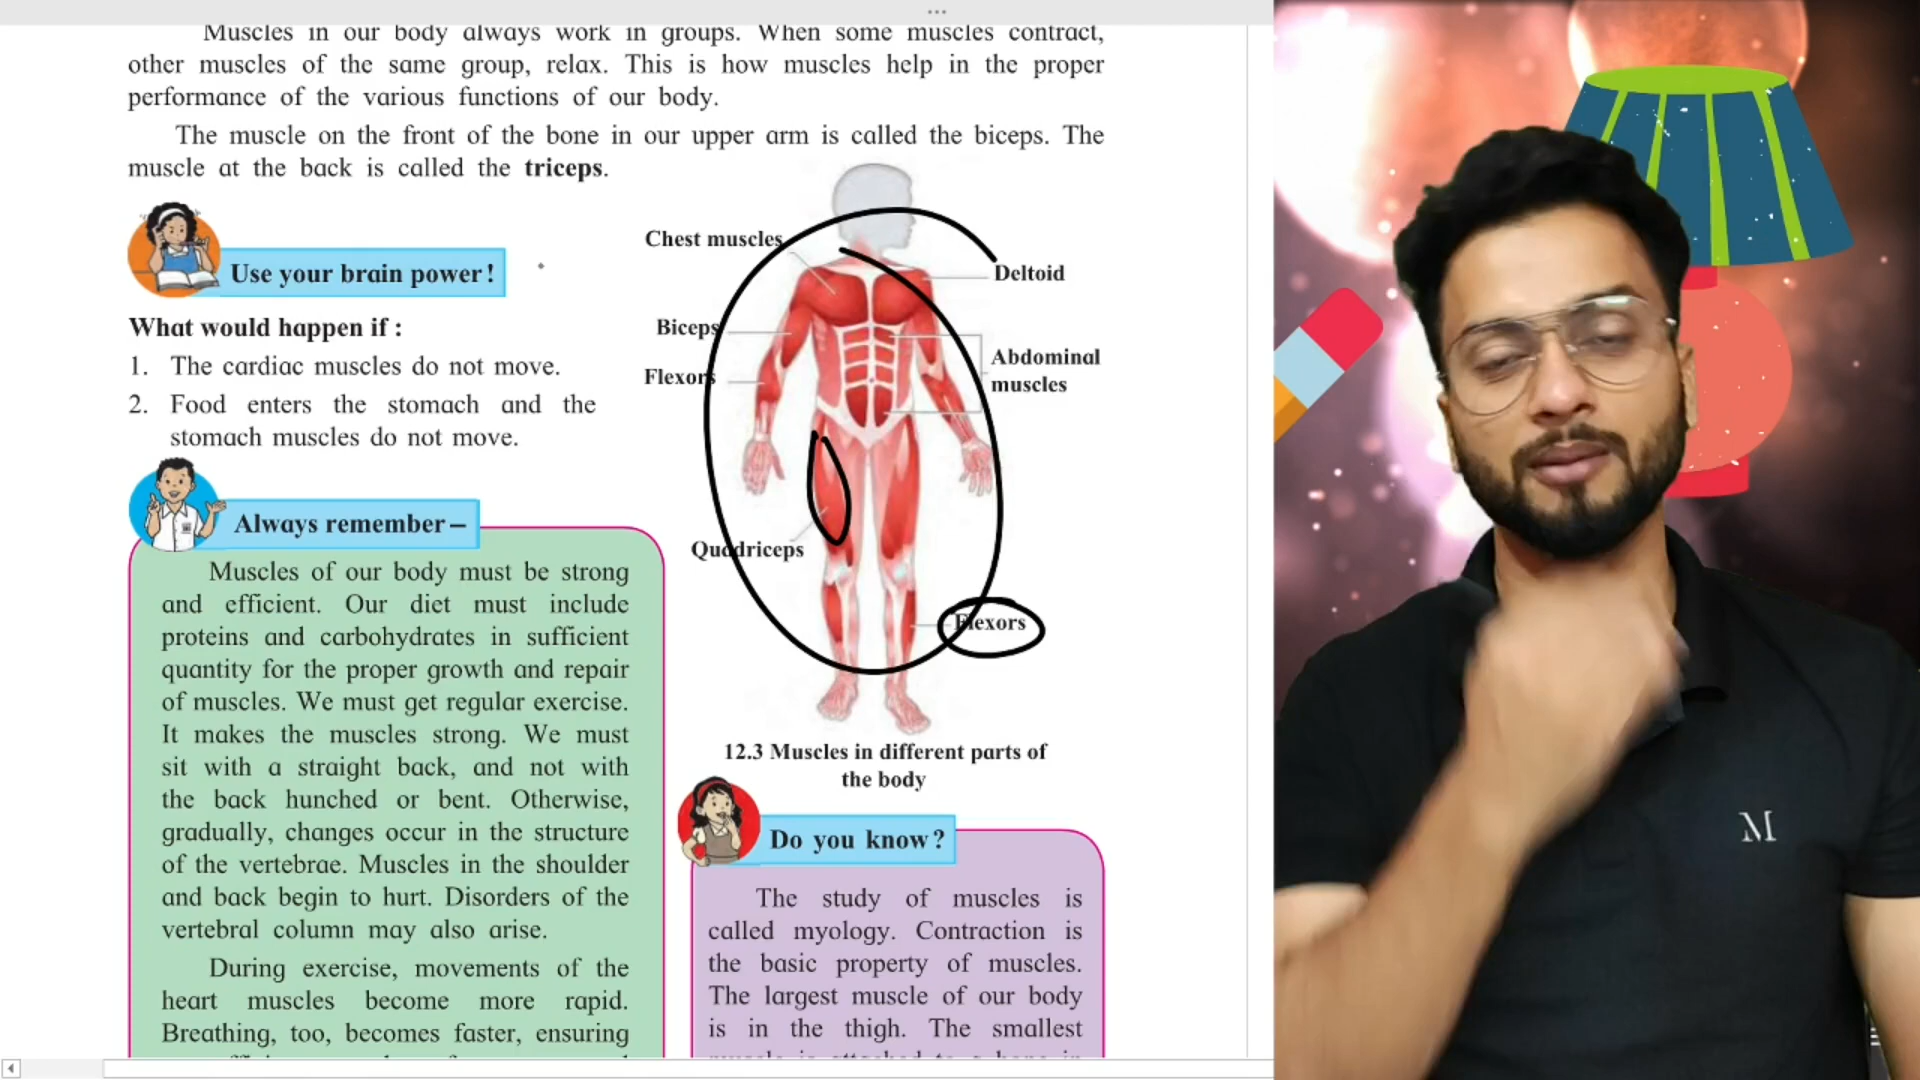 Muscles in our body always work in groups. When some muscles contract,
other muscles of the same group, relax. This is how muscles help in the proper
performance of the various functions of our body.
The muscle on the front of the bone in our upper arm is called the biceps. The
muscle at the back is called the triceps.
Use your brain power!
What would happen if :
1. The cardiac muscles do not move.
2. Food enters the stomach and the
stomach muscles do not move.
Chest muscles
Deltoid
Biceps
Abdominal
muscles
Flexors
Quadriceps
Flexors
12.3 Muscles in different parts of
the body
Always remember –
Muscles of our body must be strong
and efficient. Our diet must include
proteins and carbohydrates in sufficient
quantity for the proper growth and repair
of muscles. We must get regular exercise.
It makes the muscles strong. We must
sit with a straight back, and not with
the back hunched or bent. Otherwise,
gradually, changes occur in the structure
of the vertebrae. Muscles in the shoulder
and back begin to hurt. Disorders of the
vertebral column may also arise.
During exercise, movements of the
heart muscles become more rapid.
Breathing, too, becomes faster, ensuring
Do you know?
The study of muscles is
called myology. Contraction is
the basic property of muscles.
The largest muscle of our body
is in the thigh. The smallest
muscle is attached to a bone in
M